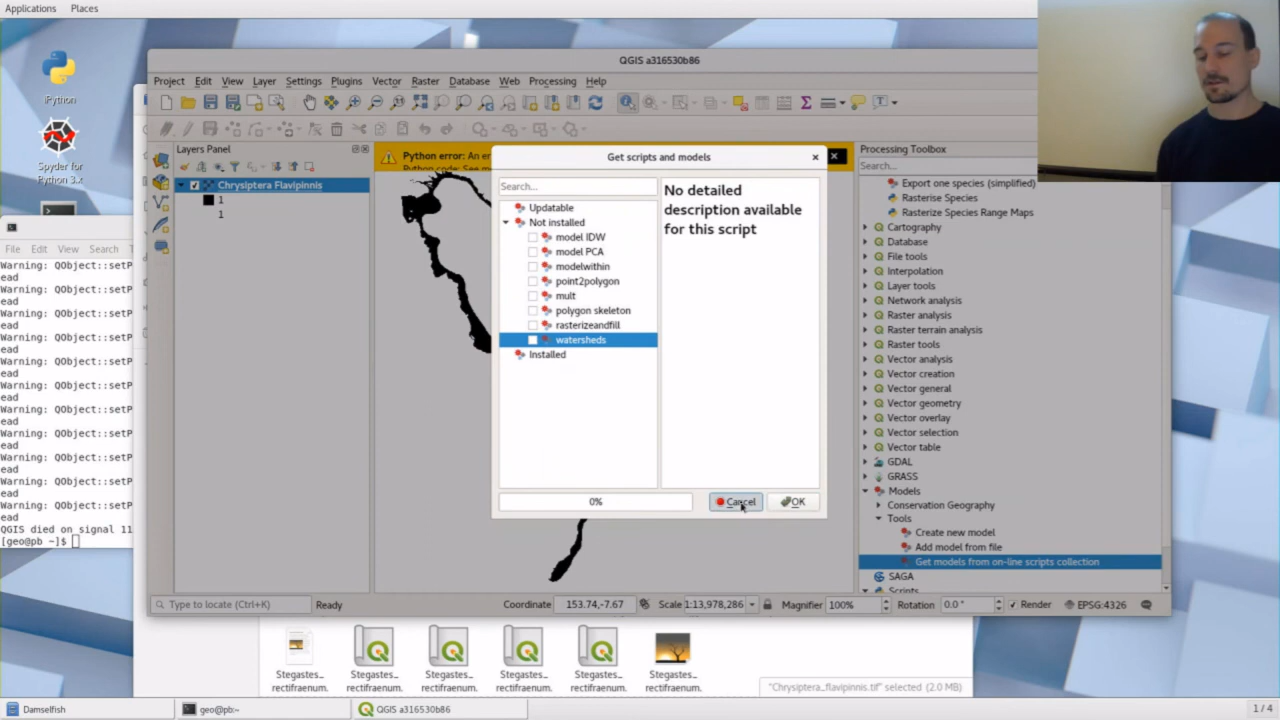 Applications Places
iPython
Spyder for
Python 3.x
File Edit View Search
Warning: QObject::setP
ead
Warning: QObject::setP
ead
Warning: QObject::setP
ead
Warning: QObject::setP
ead
Warning: QObject::setP
ead
Warning: QObject::setP
ead
Warning: QObject::setP
ead
Warning: QObject::setP
ead
Warning: QObject::setP
ead
Warning: QObject::setP
ead
Warning: QObject::setP
ead
QGIS died on signal 11
[geo@pb ~]$
QGIS a316530b86
Project Edit View Layer Settings Plugins Vector Raster Database Web Processing Help
Layers Panel
Chrysiptera Flavipinnis
1
1
Python error: An er
Get scripts and models
Search...
Updatable
Not installed
model IDW
model PCA
modelwithin
point2polygon
mult
polygon skeleton
rasterizeandfill
watersheds
Installed
No detailed
description available
for this script
0%
Cancel
OK
Processing Toolbox
Search...
Export one species (simplified)
Rasterise Species
Rasterize Species Range Maps
Cartography
Database
File tools
Interpolation
Layer tools
Network analysis
Raster analysis
Raster terrain analysis
Raster tools
Vector analysis
Vector creation
Vector general
Vector geometry
Vector overlay
Vector selection
Vector table
GDAL
GRASS
Models
Conservation Geography
Tools
Create new model
Add model from file
Get models from on-line scripts collection
SAGA
Scripts
Type to locate (Ctrl+K) Ready Coordinate 153.74,-7.67 Scale 1:13,978,286 Magnifier 100% Rotation 0.0 ° Render EPSG:4326
Stegastes_
rectifraenum.
Stegastes_
rectifraenum.
Stegastes_
rectifraenum.
Stegastes_
rectifraenum.
Stegastes_
rectifraenum.
Stegastes_
rectifraenum.
"Chrysiptera_flavipinnis.tif" selected (2.0 MB)
Damselfish geo@pb:~ QGIS a316530b86 1 / 4